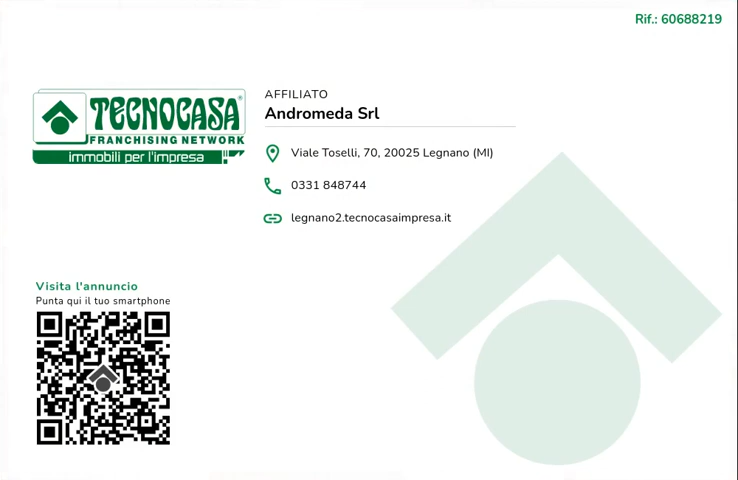 Rif.: 60688219
TECNOCASA®
FRANCHISING NETWORK
immobili per l'impresa
AFFILIATO
Andromeda Srl
Viale Toselli, 70, 20025 Legnano (MI)
0331 848744
legnano2.tecnocasaimpresa.it
Visita l'annuncio
Punta qui il tuo smartphone